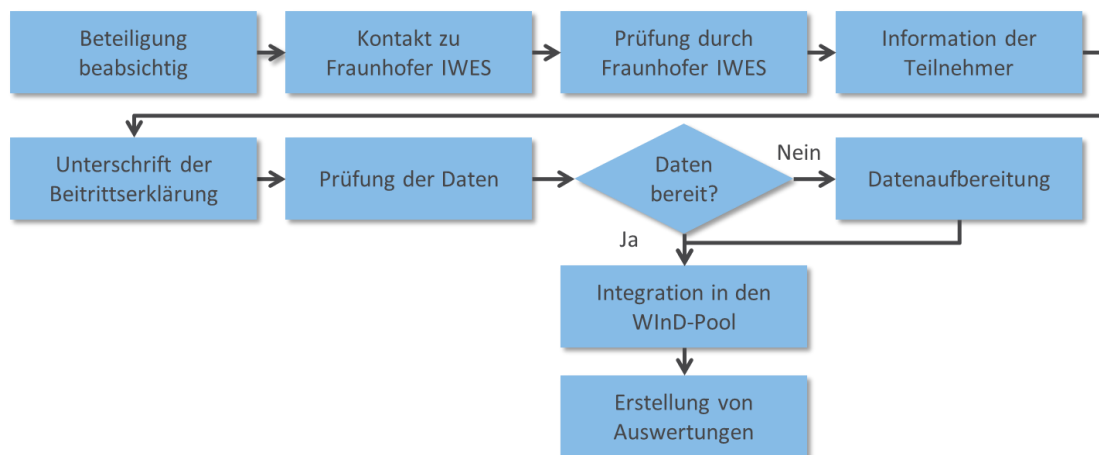 Beteiligung
beabsichtig
Kontakt zu
Fraunhofer IWES
Prüfung durch
Fraunhofer IWES
Information der
Teilnehmer
Unterschrift der
Beitrittserklärung
Prüfung der Daten
Daten
bereit?
Nein
Datenaufbereitung
Ja
Integration in den
WInD-Pool
Erstellung von
Auswertungen